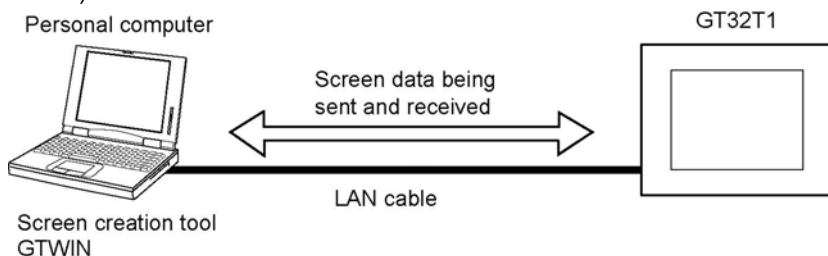 Personal computer
GT32T1
Screen data being
sent and received
LAN cable
Screen creation tool
GTWIN